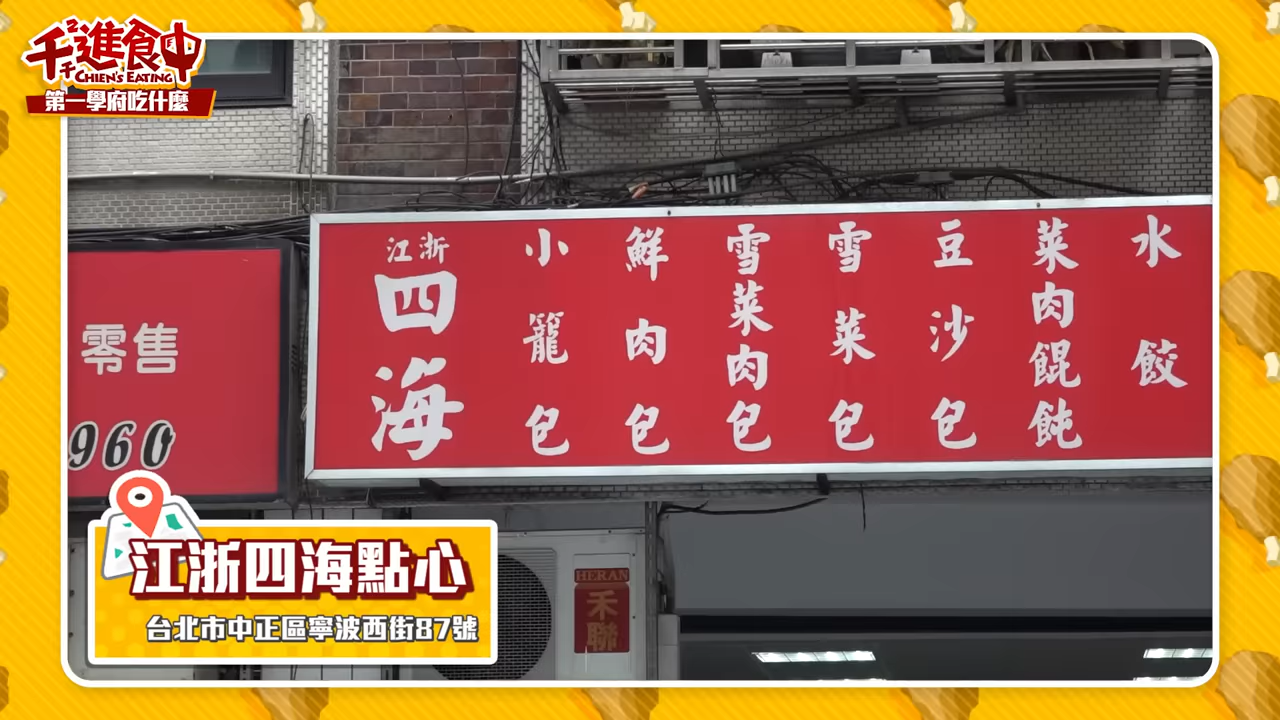 千千進食中
CHIEN'S EATING
第一學府吃什麼
零售
960
江浙
四海
小籠包
鮮肉包
雪菜肉包
雪菜包
豆沙包
菜肉餛飩
水餃
HERAN
禾聯
江浙四海點心
台北市中正區寧波西街87號